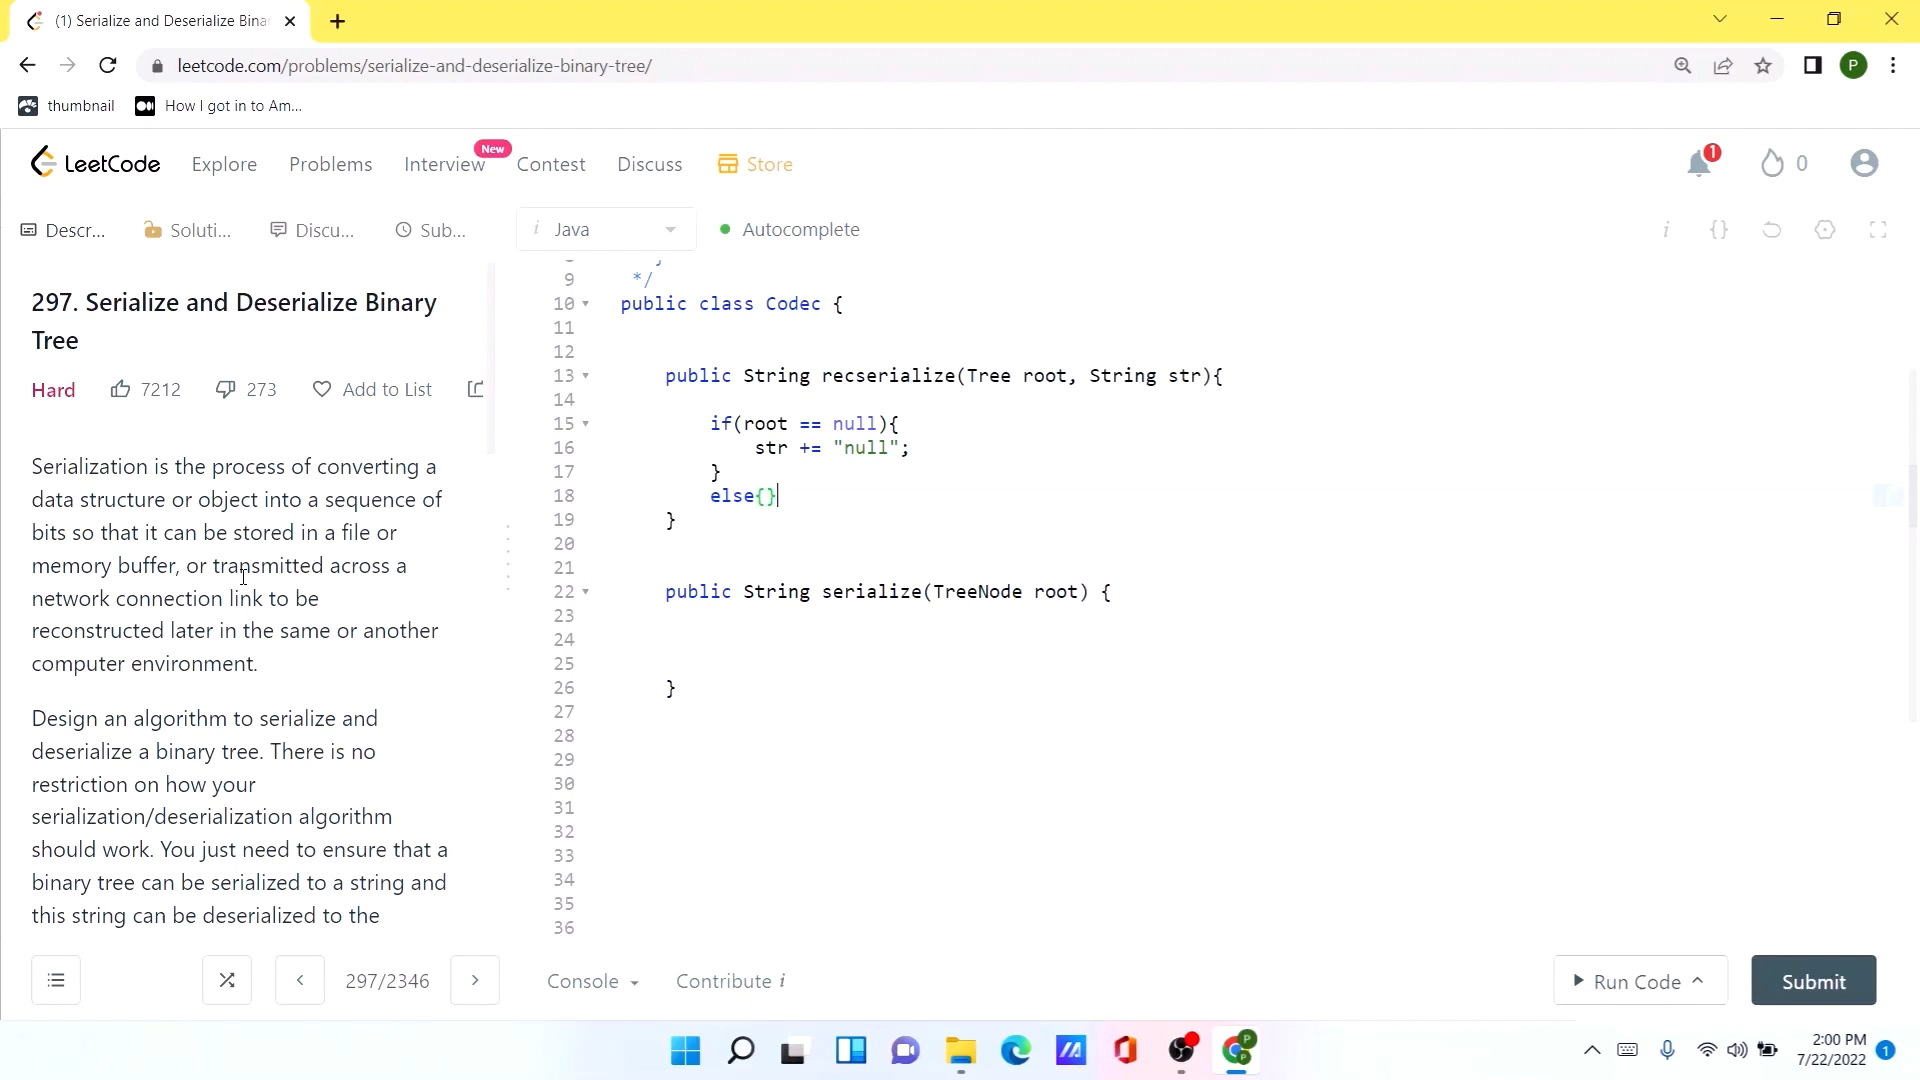 (1) Serialize and Deserialize Bina
leetcode.com/problems/serialize-and-deserialize-binary-tree/
P
thumbnail
How I got in to Am...
LeetCode
Explore
Problems
Interview
New
Contest
Discuss
Store
1
0
Descr...
Soluti...
Discu...
Sub...
i Java
Autocomplete
i {}
297. Serialize and Deserialize Binary
Tree
Hard
7212
273
Add to List
Serialization is the process of converting a
data structure or object into a sequence of
bits so that it can be stored in a file or
memory buffer, or transmitted across a
network connection link to be
reconstructed later in the same or another
computer environment.
Design an algorithm to serialize and
deserialize a binary tree. There is no
restriction on how your
serialization/deserialization algorithm
should work. You just need to ensure that a
binary tree can be serialized to a string and
this string can be deserialized to the
9 */
10 public class Codec {
11
12
13 public String recserialize(Tree root, String str){
14
15 if(root == null){
16 str += "null";
17 }
18 else{}
19 }
20
21
22 public String serialize(TreeNode root) {
23
24
25
26 }
27
28
29
30
31
32
33
34
35
36
297/2346
Console
Contribute i
Run Code
Submit
P
P
2:00 PM
7/22/2022
1